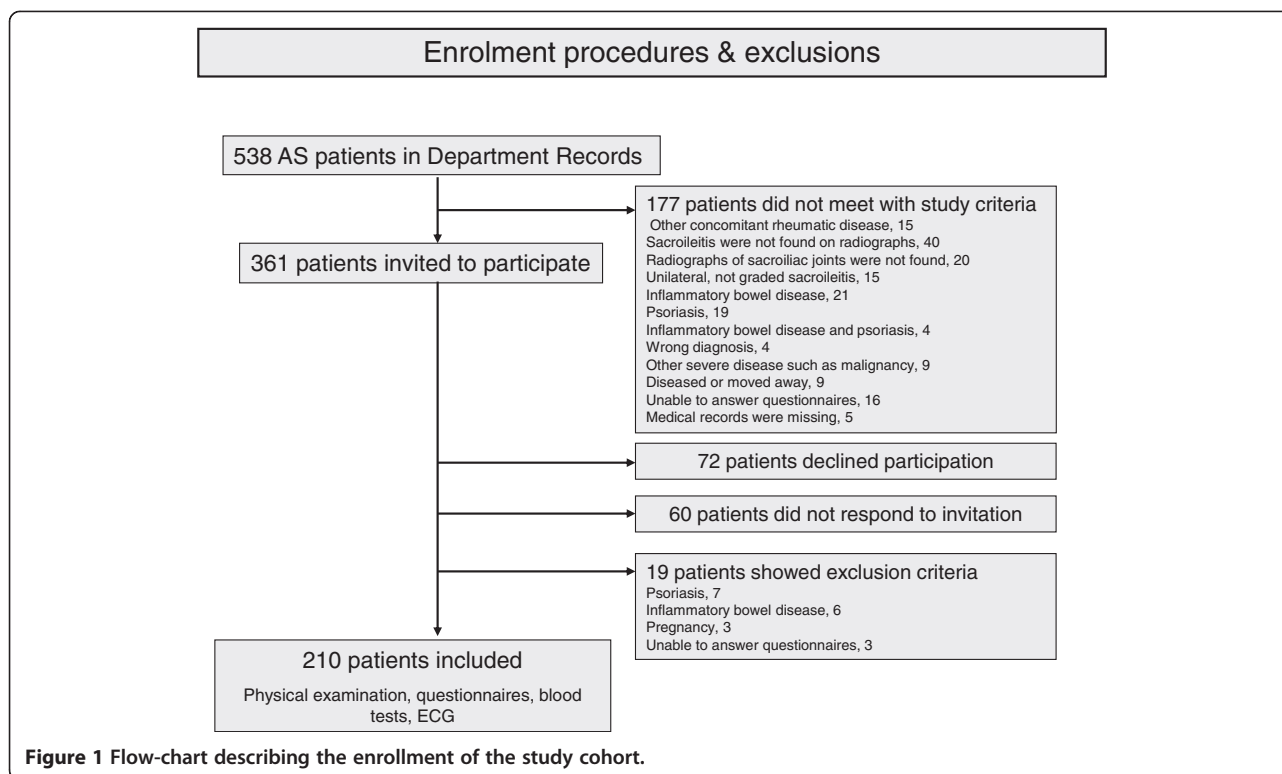 Enrolment procedures & exclusions
538 AS patients in Department Records
177 patients did not meet with study criteria
Other concomitant rheumatic disease, 15
Sacroileitis were not found on radiographs, 40
Radiographs of sacroiliac joints were not found, 20
Unilateral, not graded sacroileitis, 15
Inflammatory bowel disease, 21
Psoriasis, 19
Inflammatory bowel disease and psoriasis, 4
Wrong diagnosis, 4
Other severe disease such as malignancy, 9
Diseased or moved away, 9
Unable to answer questionnaires, 16
Medical records were missing, 5
361 patients invited to participate
72 patients declined participation
60 patients did not respond to invitation
19 patients showed exclusion criteria
Psoriasis, 7
Inflammatory bowel disease, 6
Pregnancy, 3
Unable to answer questionnaires, 3
210 patients included
Physical examination, questionnaires, blood
tests, ECG
Figure 1 Flow-chart describing the enrollment of the study cohort.